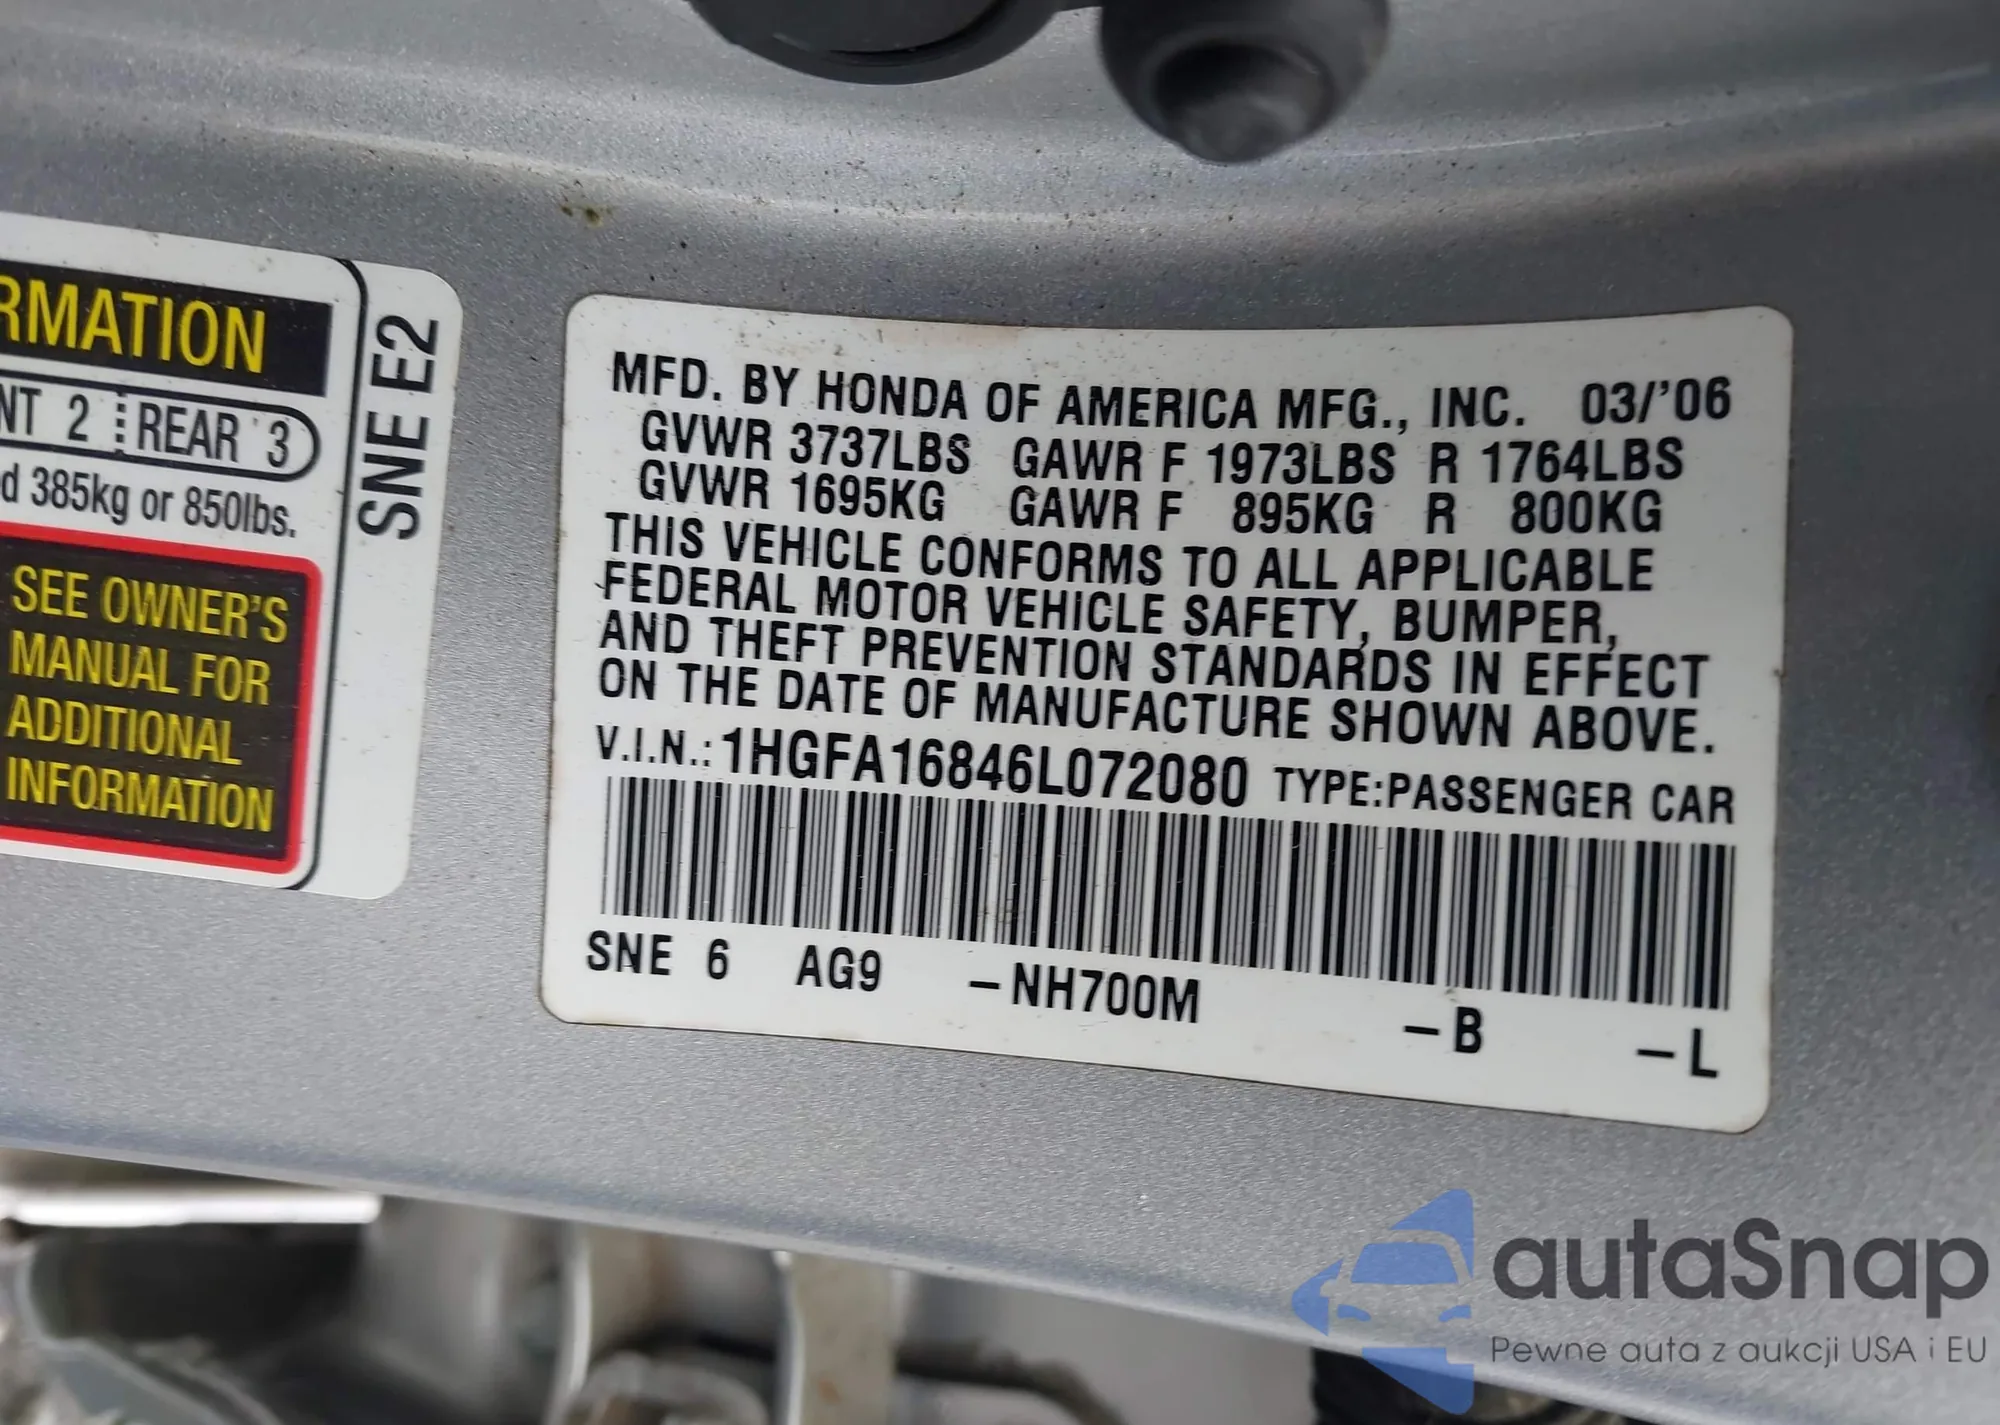 RMATION
NT 2 REAR 3
d 385kg or 850lbs.
SEE OWNER'S
MANUAL FOR
ADDITIONAL
INFORMATION
SNE E2
MFD. BY HONDA OF AMERICA MFG., INC. 03/'06
GVWR 3737LBS GAWR F 1973LBS R 1764LBS
GVWR 1695KG GAWR F 895KG R 800KG
THIS VEHICLE CONFORMS TO ALL APPLICABLE
FEDERAL MOTOR VEHICLE SAFETY, BUMPER,
AND THEFT PREVENTION STANDARDS IN EFFECT
ON THE DATE OF MANUFACTURE SHOWN ABOVE.
V.I.N.: 1HGFA16846L072080 TYPE:PASSENGER CAR
SNE 6 AG9 -NH700M -B -L
autaSnap
Pewne auta z aukcji USA i EU